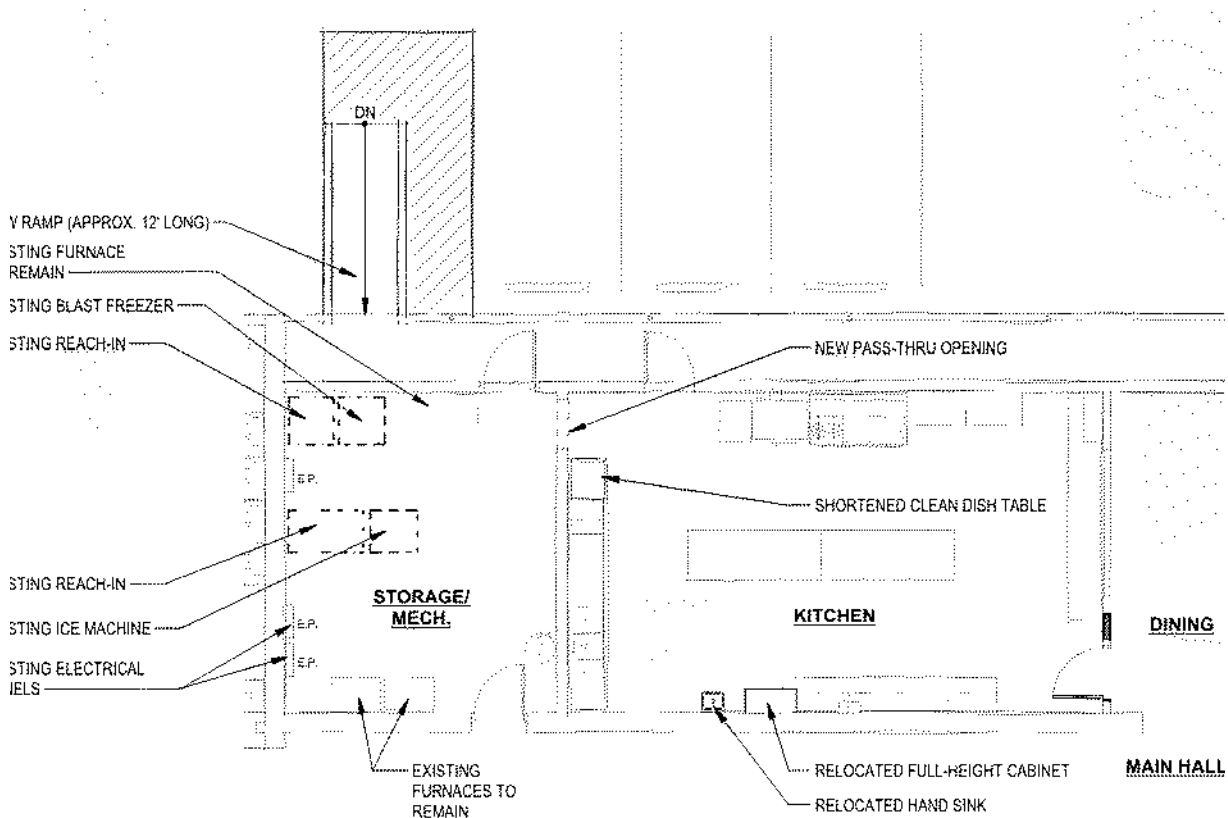 DN
V RAMP (APPROX. 12' LONG)
STING FURNACE
REMAIN
STING BLAST FREEZER
STING REACH-IN
NEW PASS-THRU OPENING
E.P.
SHORTENED CLEAN DISH TABLE
STING REACH-IN
STORAGE/
MECH.
STING ICE MACHINE
E.P.
KITCHEN
DINING
STING ELECTRICAL
NELS
E.P.
EXISTING
FURNACES TO
REMAIN
RELOCATED FULL-HEIGHT CABINET
RELOCATED HAND SINK
MAIN HALL